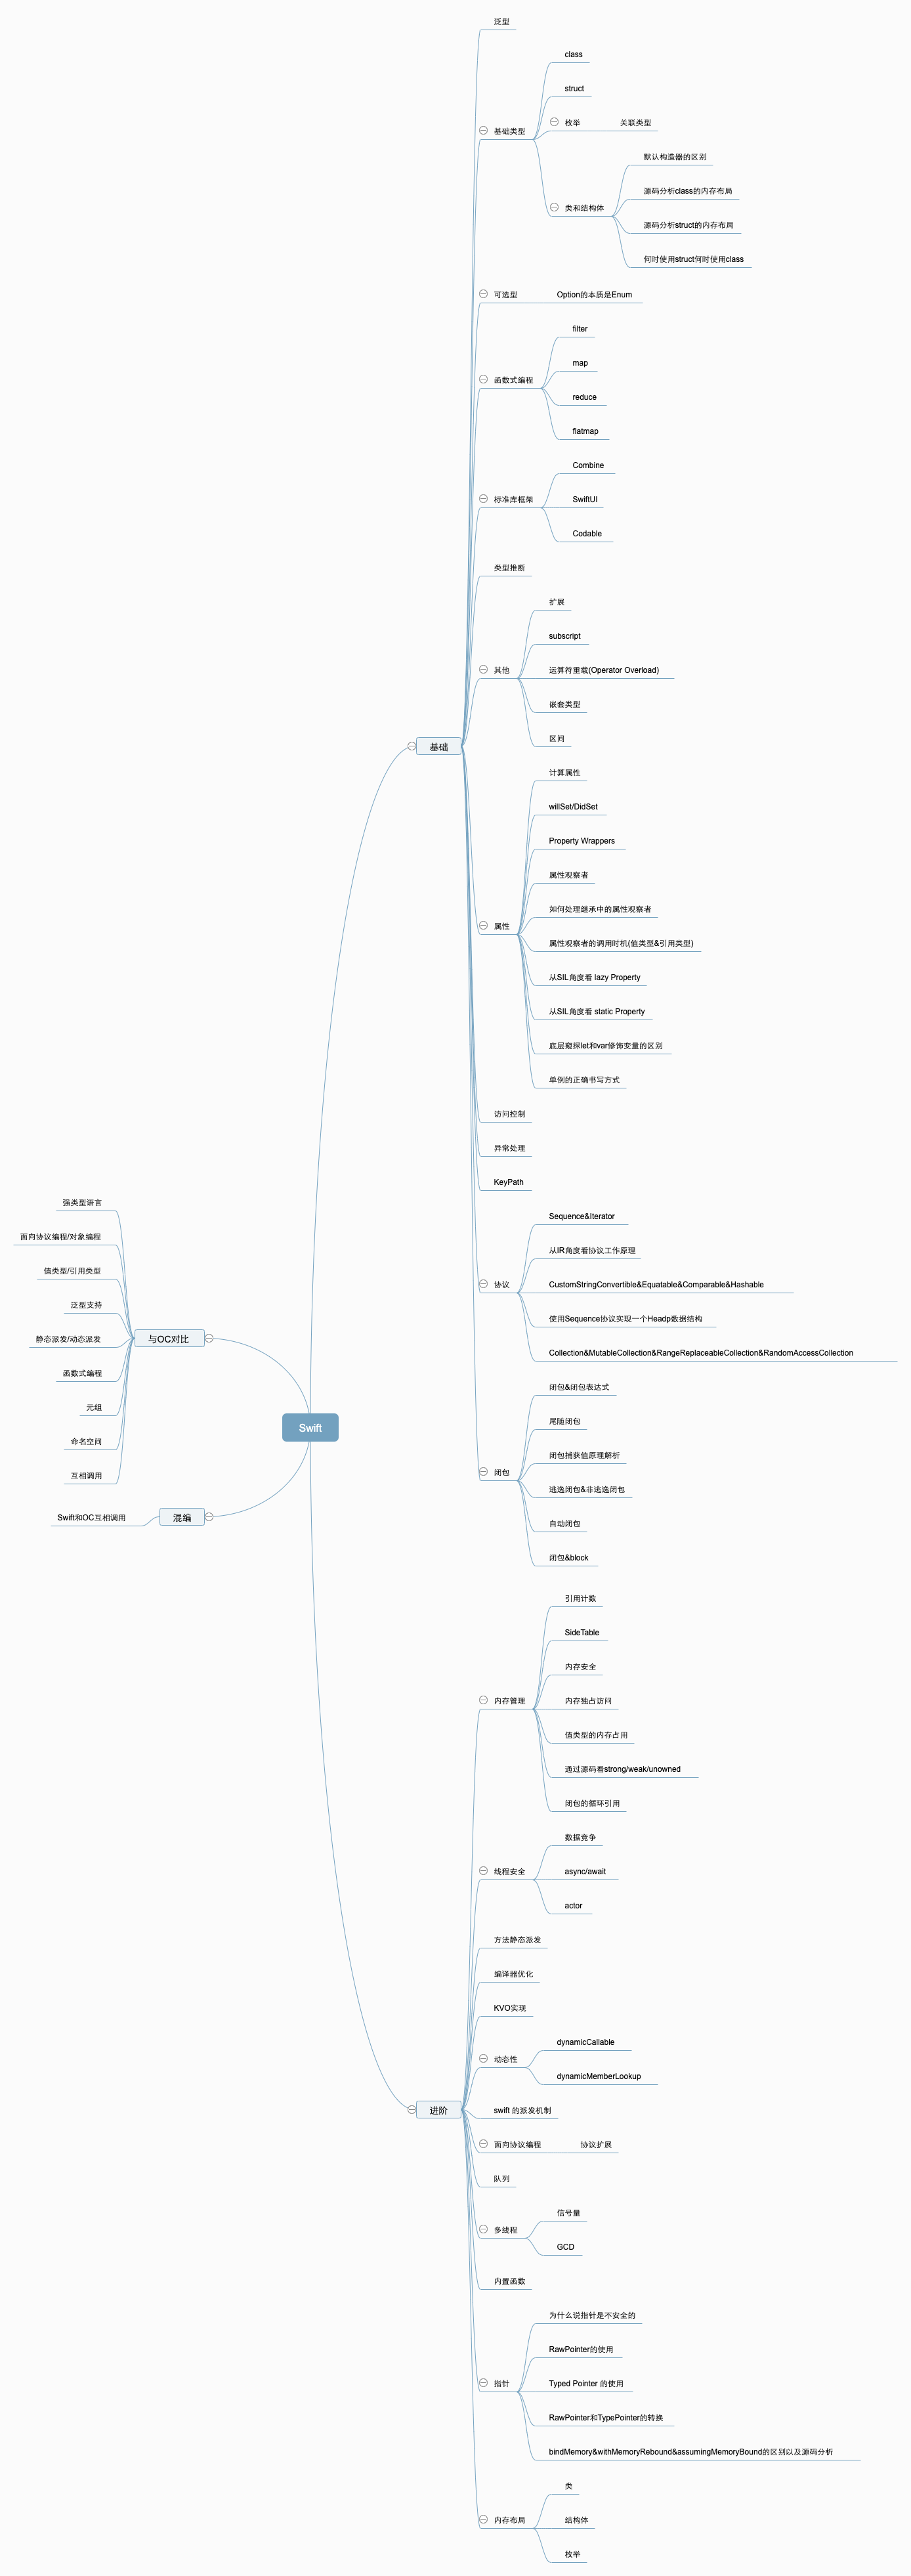 Swift
基础
泛型
基础类型
class
struct
枚举
关联类型
类和结构体
默认构造器的区别
源码分析class的内存布局
源码分析struct的内存布局
何时使用struct何时使用class
可选型
Option的本质是Enum
函数式编程
filter
map
reduce
flatmap
标准库框架
Combine
SwiftUI
Codable
类型推断
其他
扩展
subscript
运算符重载(Operator Overload)
嵌套类型
区间
属性
计算属性
willSet/DidSet
Property Wrappers
属性观察者
如何处理继承中的属性观察者
属性观察者的调用时机(值类型&引用类型)
从SIL角度看 lazy Property
从SIL角度看 static Property
底层窥探let和var修饰变量的区别
单例的正确书写方式
访问控制
异常处理
KeyPath
协议
Sequence&Iterator
从IR角度看协议工作原理
CustomStringConvertible&Equatable&Comparable&Hashable
使用Sequence协议实现一个Headp数据结构
Collection&MutableCollection&RangeReplaceableCollection&RandomAccessCollection
闭包
闭包&闭包表达式
尾随闭包
闭包捕获值原理解析
逃逸闭包&非逃逸闭包
自动闭包
闭包&block
进阶
内存管理
引用计数
SideTable
内存安全
内存独占访问
值类型的内存占用
通过源码看strong/weak/unowned
闭包的循环引用
线程安全
数据竞争
async/await
actor
方法静态派发
编译器优化
KVO实现
动态性
dynamicCallable
dynamicMemberLookup
swift 的派发机制
面向协议编程
协议扩展
队列
多线程
信号量
GCD
内置函数
指针
为什么说指针是不安全的
RawPointer的使用
Typed Pointer 的使用
RawPointer和TypePointer的转换
bindMemory&withMemoryRebound&assumingMemoryBound的区别以及源码分析
内存布局
类
结构体
枚举
与OC对比
强类型语言
面向协议编程/对象编程
值类型/引用类型
泛型支持
静态派发/动态派发
函数式编程
元组
命名空间
互相调用
混编
Swift和OC互相调用